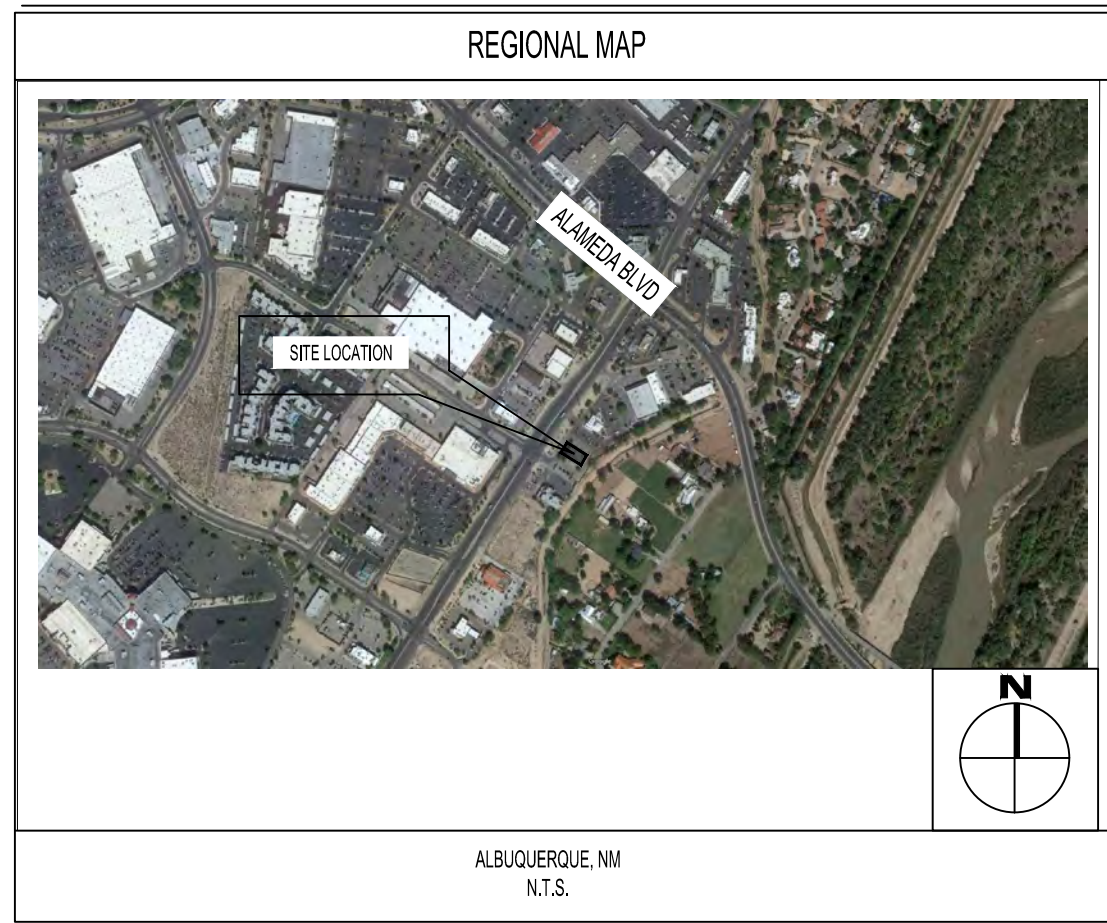 REGIONAL MAP
ALAMEDA BLVD
SITE LOCATION
N
ALBUQUERQUE, NM
N.T.S.